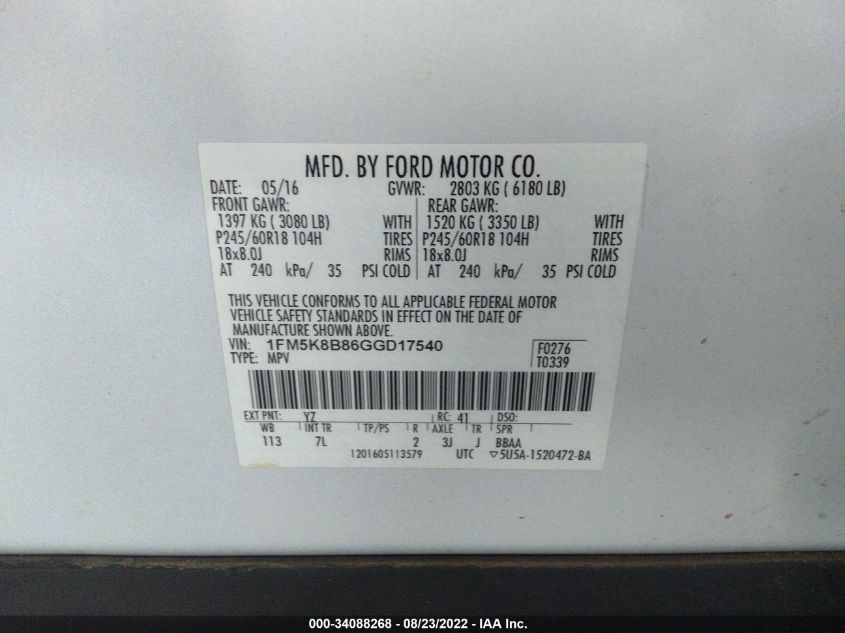 MFD. BY FORD MOTOR CO.
DATE: 05/16 GVWR: 2803 KG ( 6180 LB)
FRONT GAWR: REAR GAWR:
1397 KG ( 3080 LB) WITH 1520 KG ( 3350 LB) WITH
P245/60R18 104H TIRES P245/60R18 104H TIRES
18x8.0J RIMS 18x8.0J RIMS
AT 240 kPa/ 35 PSI COLD AT 240 kPa/ 35 PSI COLD
THIS VEHICLE CONFORMS TO ALL APPLICABLE FEDERAL MOTOR
VEHICLE SAFETY STANDARDS IN EFFECT ON THE DATE OF
MANUFACTURE SHOWN ABOVE.
VIN: 1FM5K8B86GGD17540 F0276
TYPE: MPV T0339
EXT PNT: YZ RC: 41 DSO:
WB INT TR TP/PS R AXLE TR SPR
113 7L 2 3J J BBAA
1201605113579 UTC ▽5U5A-1520472-BA
000-34088268 - 08/23/2022 - IAA Inc.